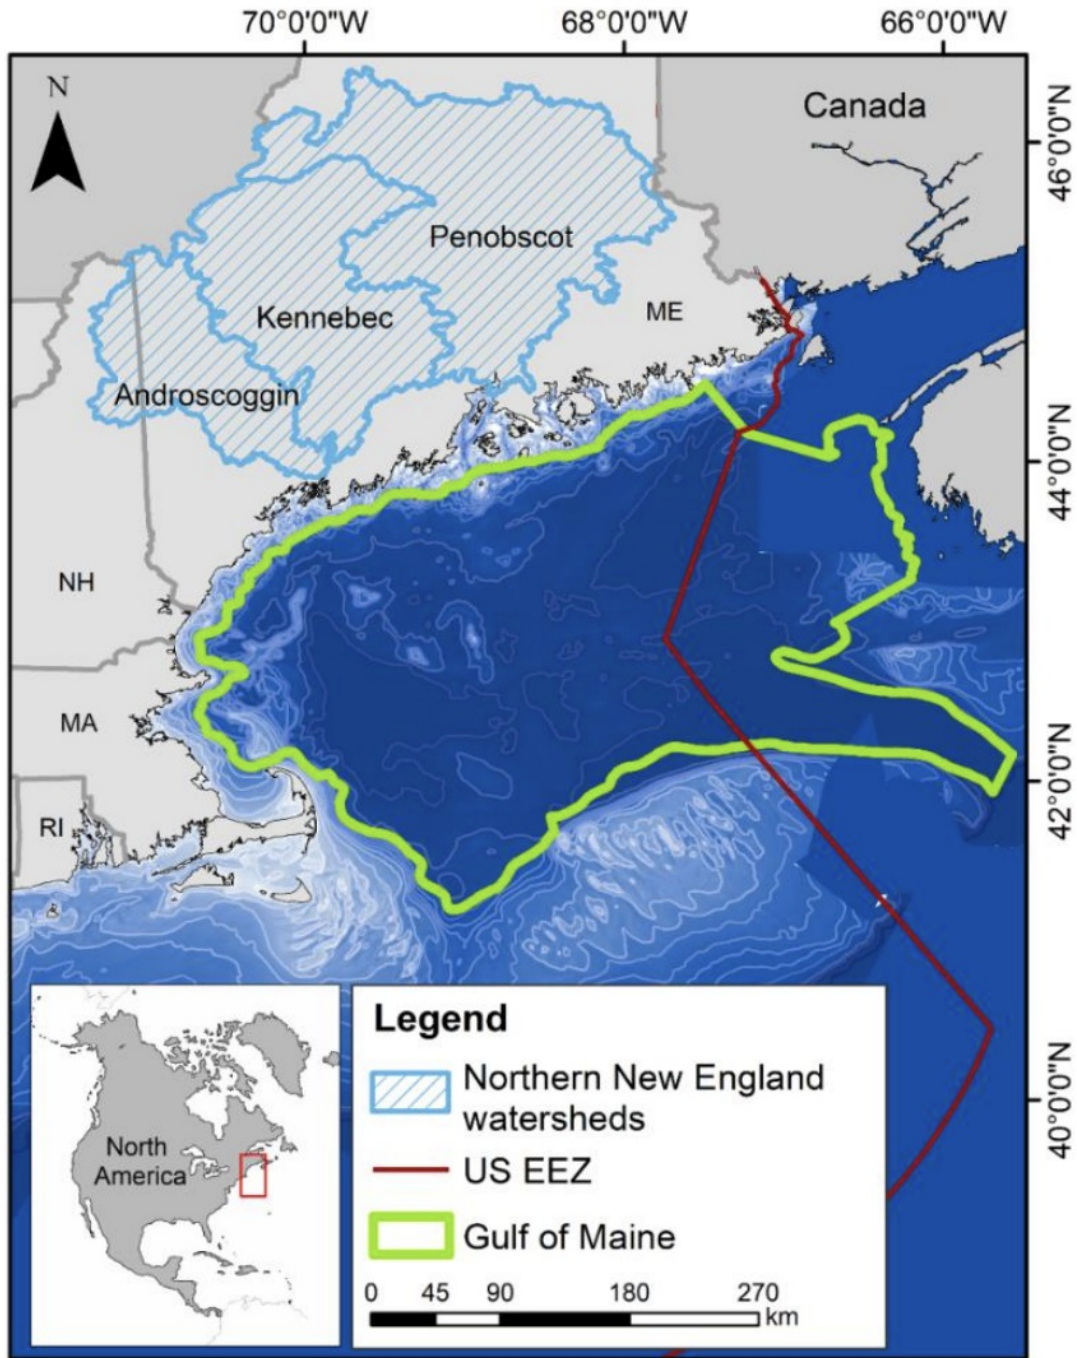 70°0'0"W 68°0'0"W 66°0'0"W
N
Canada
46°0'0"N
Penobscot
Kennebec
ME
Androscoggin
44°0'0"N
NH
MA
42°0'0"N
RI
Legend
Northern New England
watersheds
40°0'0"N
North
America
US EEZ
Gulf of Maine
0 45 90 180 270
km